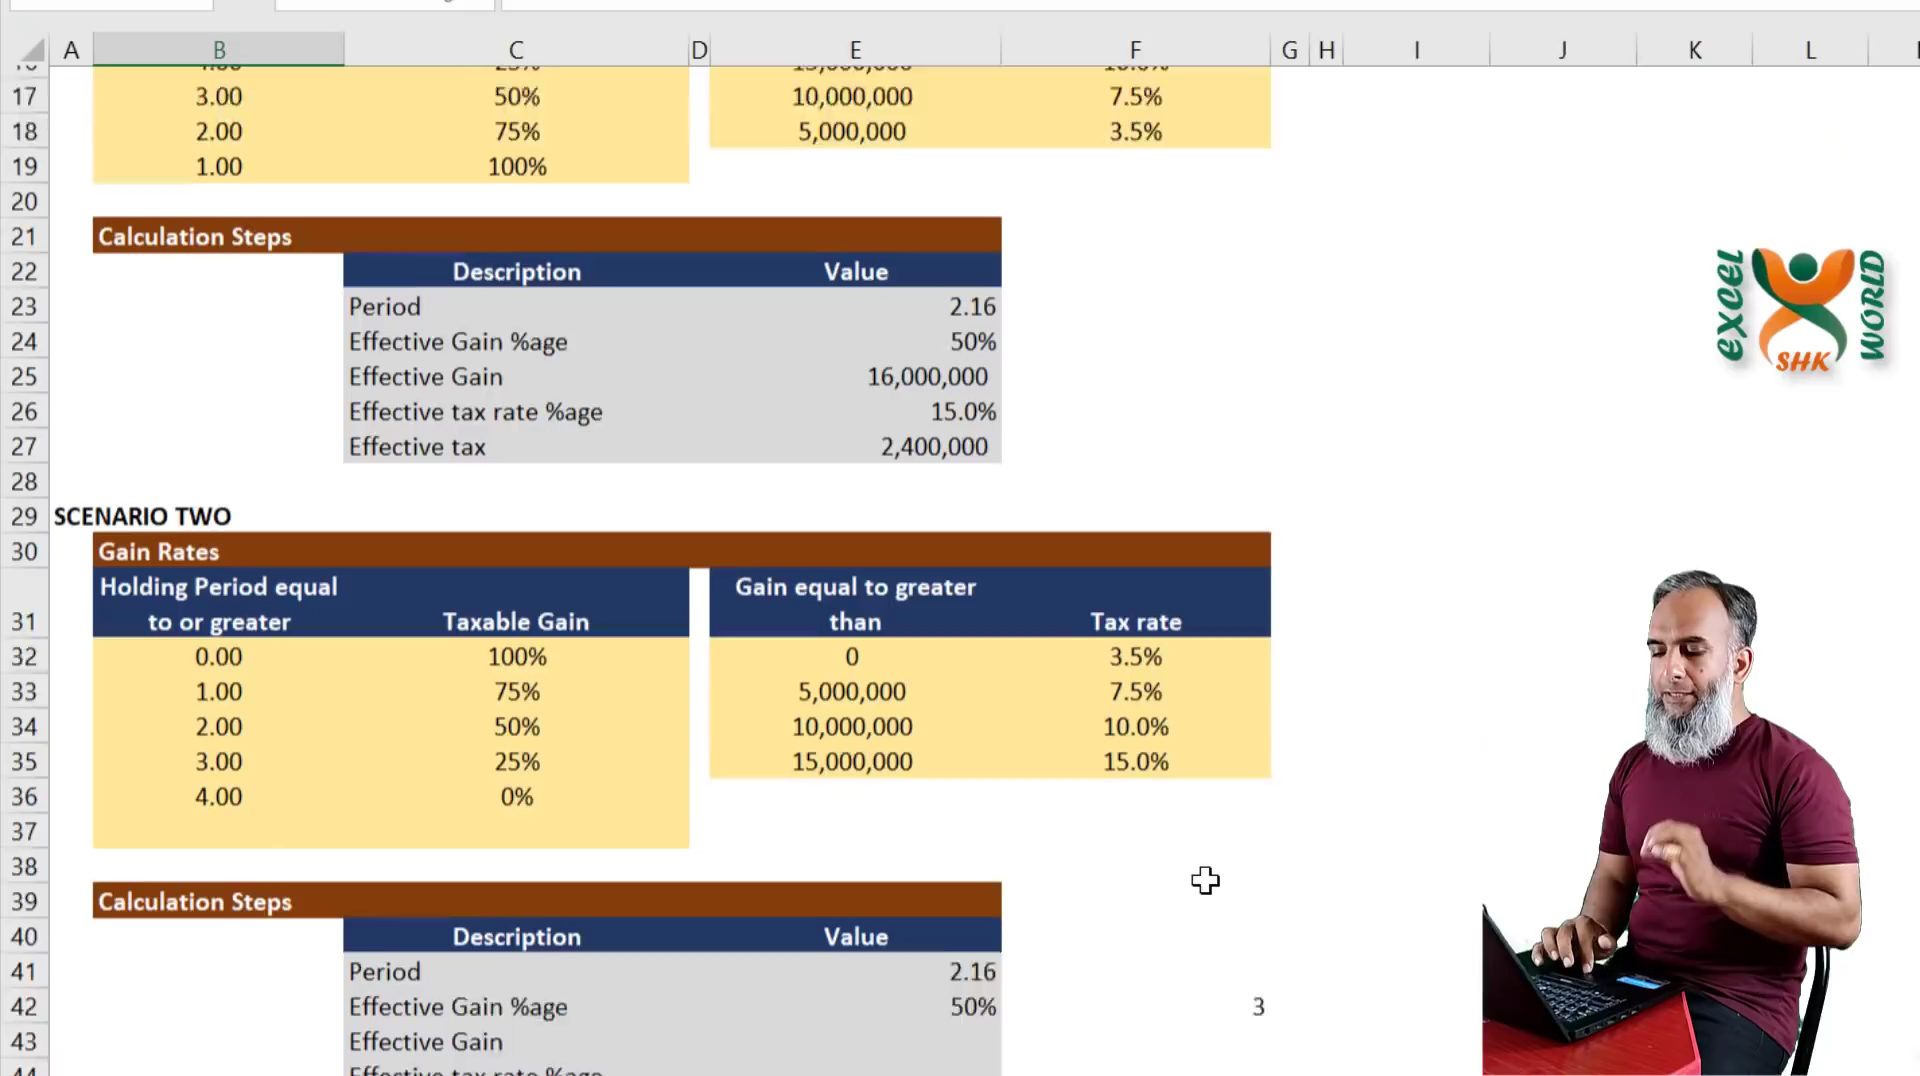 A B C D E F G H I J K L
17 3.00 50% 10,000,000 7.5%
18 2.00 75% 5,000,000 3.5%
19 1.00 100%
20
21 Calculation Steps
22 Description Value
23 Period 2.16
24 Effective Gain %age 50%
25 Effective Gain 16,000,000
26 Effective tax rate %age 15.0%
27 Effective tax 2,400,000
28
29 SCENARIO TWO
30 Gain Rates
Holding Period equal Gain equal to greater
31 to or greater Taxable Gain than Tax rate
32 0.00 100% 0 3.5%
33 1.00 75% 5,000,000 7.5%
34 2.00 50% 10,000,000 10.0%
35 3.00 25% 15,000,000 15.0%
36 4.00 0%
37
38
39 Calculation Steps
40 Description Value
41 Period 2.16
42 Effective Gain %age 50% 3
43 Effective Gain
44 Effective tax rate %age
eXCEL
WORLD
SHK